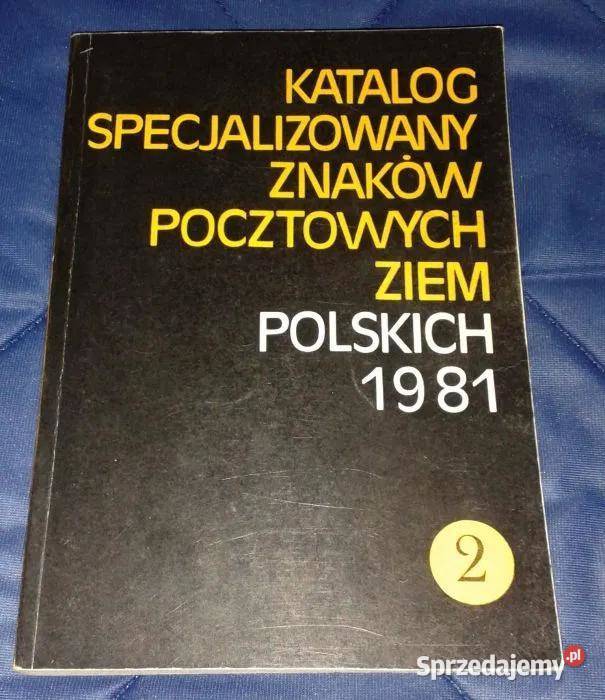 KATALOG
SPECJALIZOWANY
ZNAKÓW
POCZTOWYCH
ZIEM
POLSKICH
1981
2
Sprzedajemy.pl